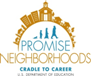 PROMISE
NEIGHBORHOODS
CRADLE TO CAREER
U.S. DEPARTMENT OF EDUCATION